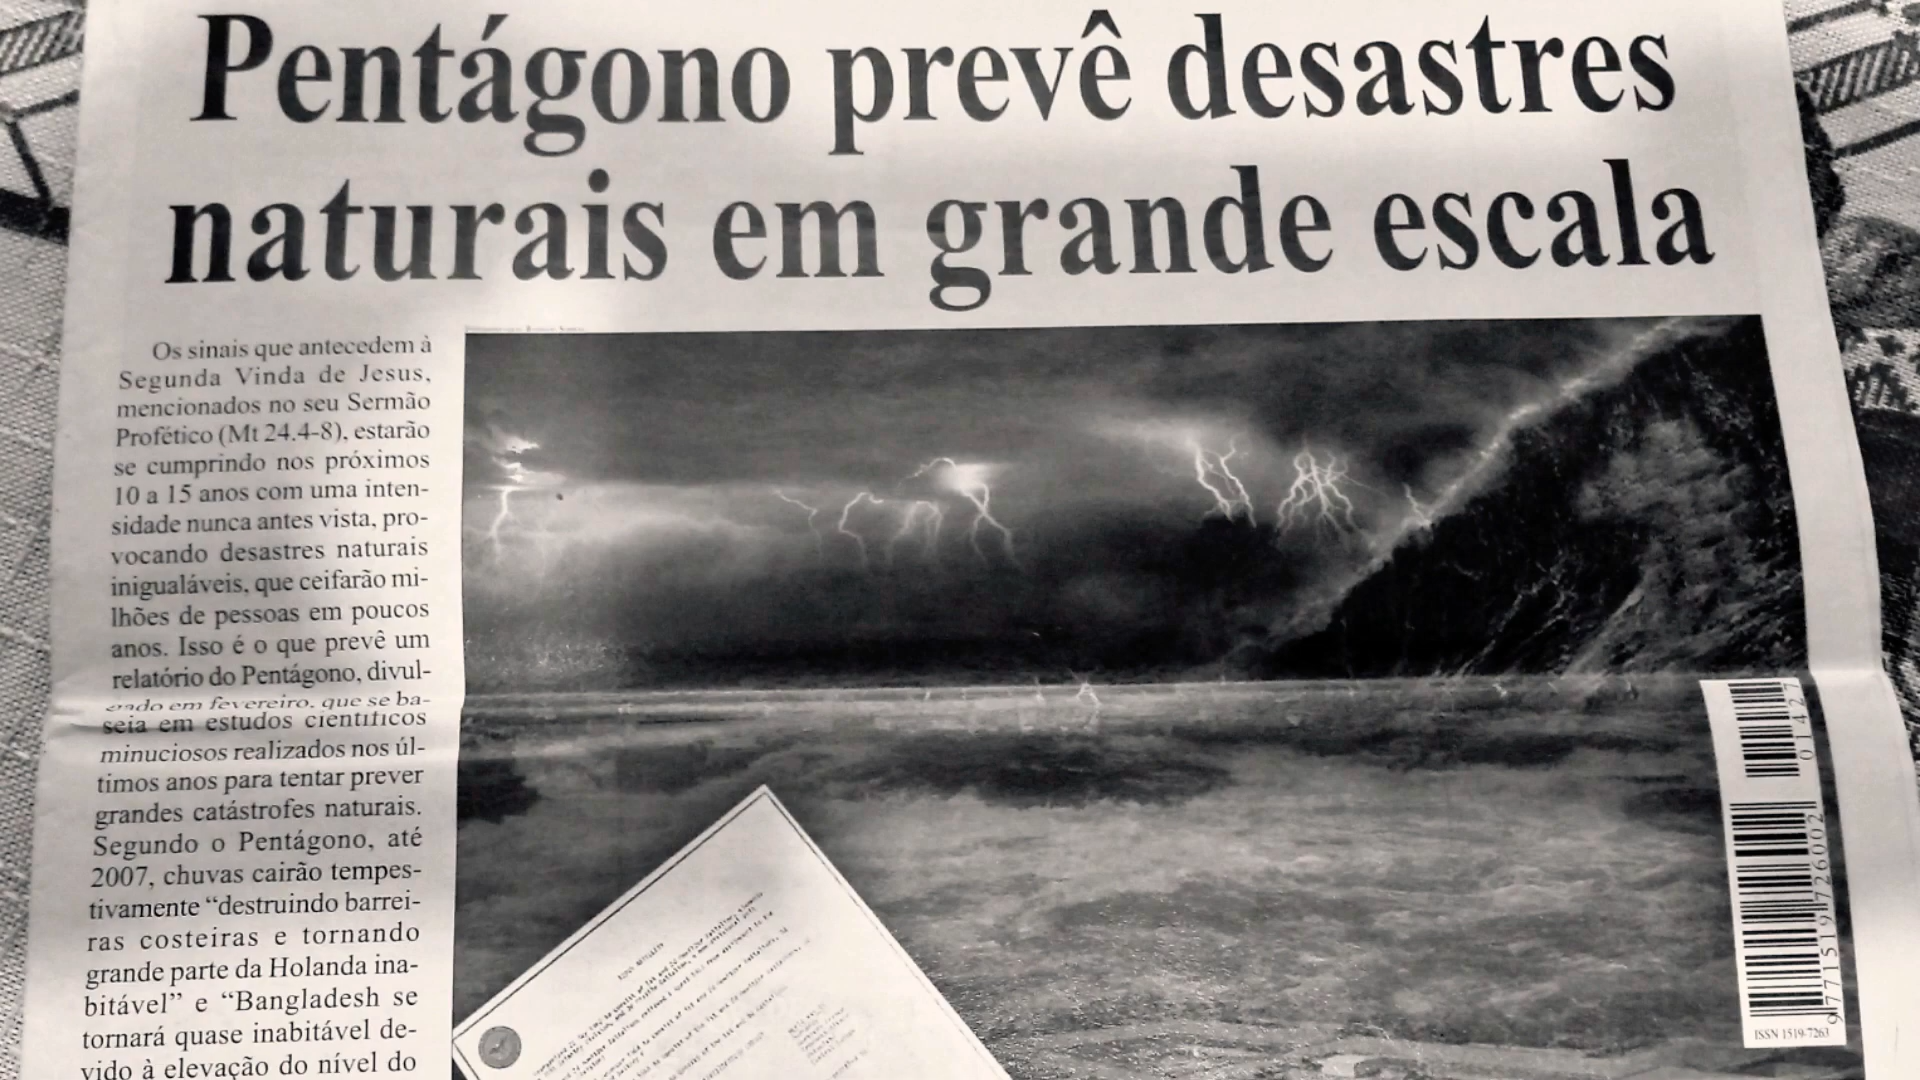 Pentágono prevê desastres
naturais em grande escala
Os sinais que antecedem à
Segunda Vinda de Jesus,
mencionados no seu Sermão
Profético (Mt 24.4-8), estarão
se cumprindo nos próximos
10 a 15 anos com uma inten-
sidade nunca antes vista, pro-
vocando desastres naturais
inigualáveis, que ceifarão mi-
lhões de pessoas em poucos
anos. Isso é o que prevê um
relatório do Pentágono, divul-
gado em fevereiro, que se ba-
seia em estudos científicos
minuciosos realizados nos úl-
timos anos para tentar prever
grandes catástrofes naturais.
Segundo o Pentágono, até
2007, chuvas cairão tempes-
tivamente “destruindo barrei-
ras costeiras e tornando
grande parte da Holanda ina-
bitável” e “Bangladesh se
tornará quase inabitável de-
vido à elevação do nível do
01427
9771519726002
ISSN 1519-7263